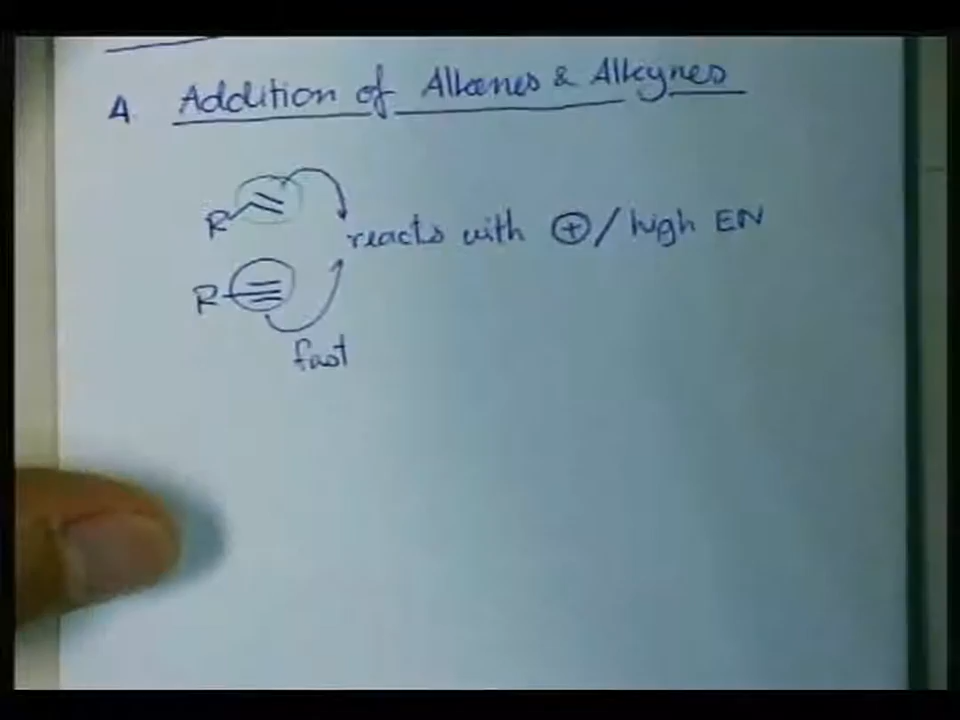 A Addition of Alkenes & Alkynes
R
reacts with ⊕/high EN
R
fast